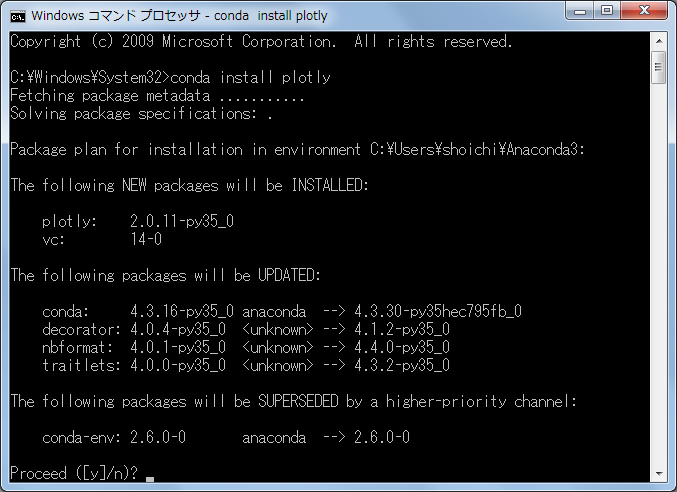 Windows コマンド プロセッサ - conda  install plotly
Copyright (c) 2009 Microsoft Corporation.  All rights reserved.
C:¥Windows¥System32>conda install plotly
Fetching package metadata ...........
Solving package specifications: .
Package plan for installation in environment C:¥Users¥shoichi¥Anaconda3:
The following NEW packages will be INSTALLED:
    plotly:    2.0.11-py35_0
    vc:        14-0
The following packages will be UPDATED:
    conda:     4.3.16-py35_0 anaconda  --> 4.3.30-py35hec795fb_0
    decorator: 4.0.4-py35_0  <unknown> --> 4.1.2-py35_0
    nbformat:  4.0.1-py35_0  <unknown> --> 4.4.0-py35_0
    traitlets: 4.0.0-py35_0  <unknown> --> 4.3.2-py35_0
The following packages will be SUPERSEDED by a higher-priority channel:
    conda-env: 2.6.0-0       anaconda  --> 2.6.0-0
Proceed ([y]/n)?